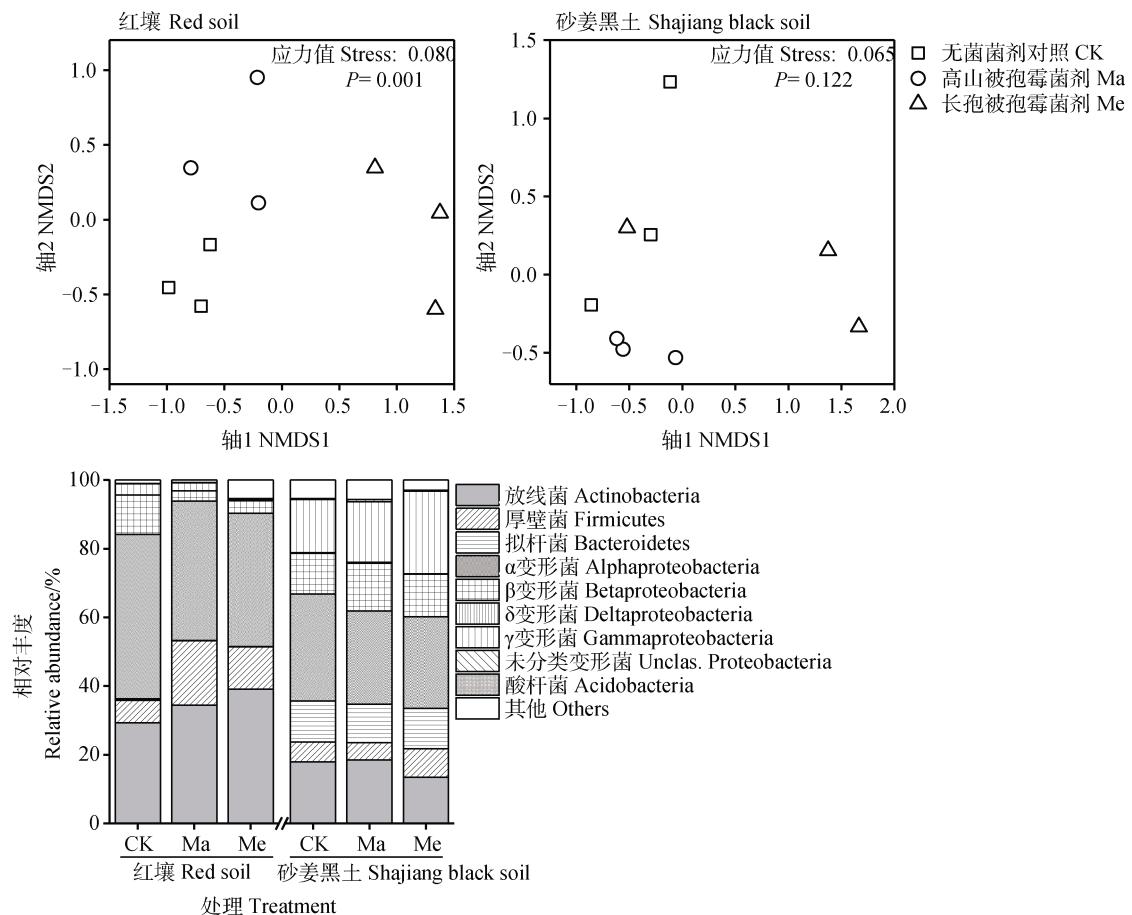 红壤 Red soil
应力值 Stress: 0.080
P= 0.001
1.0
0.5
0.0
−0.5
−1.0
轴2 NMDS2
−1.5 −1.0 −0.5 0.0 0.5 1.0 1.5
轴1 NMDS1
砂姜黑土 Shajiang black soil
应力值 Stress: 0.065
P= 0.122
1.5
1.0
0.5
0.0
−0.5
轴2 NMDS2
−1.0 −0.5 0.0 0.5 1.0 1.5 2.0
轴1 NMDS1
无菌菌剂对照 CK
高山被孢霉菌剂 Ma
长孢被孢霉菌剂 Me
100
80
60
40
20
0
相对丰度
Relative abundance/%
CK Ma Me CK Ma Me
红壤 Red soil 砂姜黑土 Shajiang black soil
处理 Treatment
放线菌 Actinobacteria
厚壁菌 Firmicutes
拟杆菌 Bacteroidetes
α变形菌 Alphaproteobacteria
β变形菌 Betaproteobacteria
δ变形菌 Deltaproteobacteria
γ变形菌 Gammaproteobacteria
未分类变形菌 Unclas. Proteobacteria
酸杆菌 Acidobacteria
其他 Others